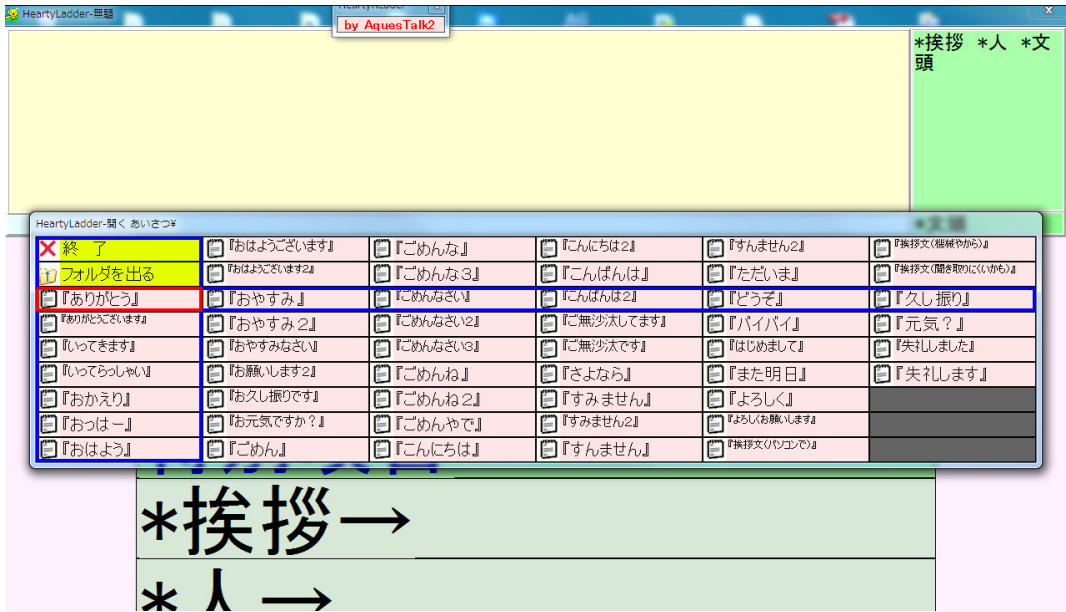 HeartyLadder-無題
by AquesTalk2
*挨拶 *人 *文
頭
HeartyLadder-開く あいさつ¥
終 了 『おはようございます』 『ごめんな』 『こんにちは2』 『すんません2』 『挨拶文(機械やから)』
フォルダを出る 『おはようございます2』 『ごめんな3』 『こんばんは』 『ただいま』 『挨拶文(聞き取りにくいかも)』
『ありがとう』 『おやすみ』 『ごめんなさい』 『こんばんは2』 『どうぞ』 『久し振り』
『ありがとうございます』 『おやすみ2』 『ごめんなさい2』 『ご無沙汰してます』 『バイバイ』 『元気？』
『いってきます』 『おやすみなさい』 『ごめんなさい3』 『ご無沙汰です』 『はじめまして』 『失礼しました』
『いってらっしゃい』 『お願いします2』 『ごめんね』 『さよなら』 『また明日』 『失礼します』
『おかえり』 『お久し振りです』 『ごめんね2』 『すみません』 『よろしく』
『おっはー』 『お元気ですか？』 『ごめんやで』 『すみません2』 『よろしくお願いします』
『おはよう』 『ごめん』 『こんにちは』 『すんません』 『挨拶文(パソコンで)』
*挨拶→
*人→